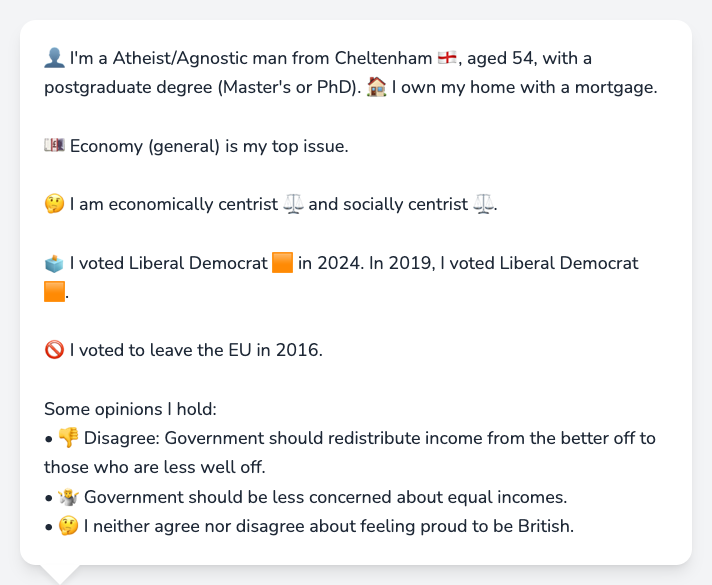 👤 I'm a Atheist/Agnostic man from Cheltenham 🏴󠁧󠁢󠁥󠁮󠁧󠁿, aged 54, with a
postgraduate degree (Master's or PhD). 🏠 I own my home with a mortgage.
💷 Economy (general) is my top issue.
🤔 I am economically centrist ⚖️ and socially centrist ⚖️.
🗳️ I voted Liberal Democrat 🟧 in 2024. In 2019, I voted Liberal Democrat
🟧.
🚫 I voted to leave the EU in 2016.
Some opinions I hold:
• 👎 Disagree: Government should redistribute income from the better off to
those who are less well off.
• 🤷 Government should be less concerned about equal incomes.
• 🤔 I neither agree nor disagree about feeling proud to be British.